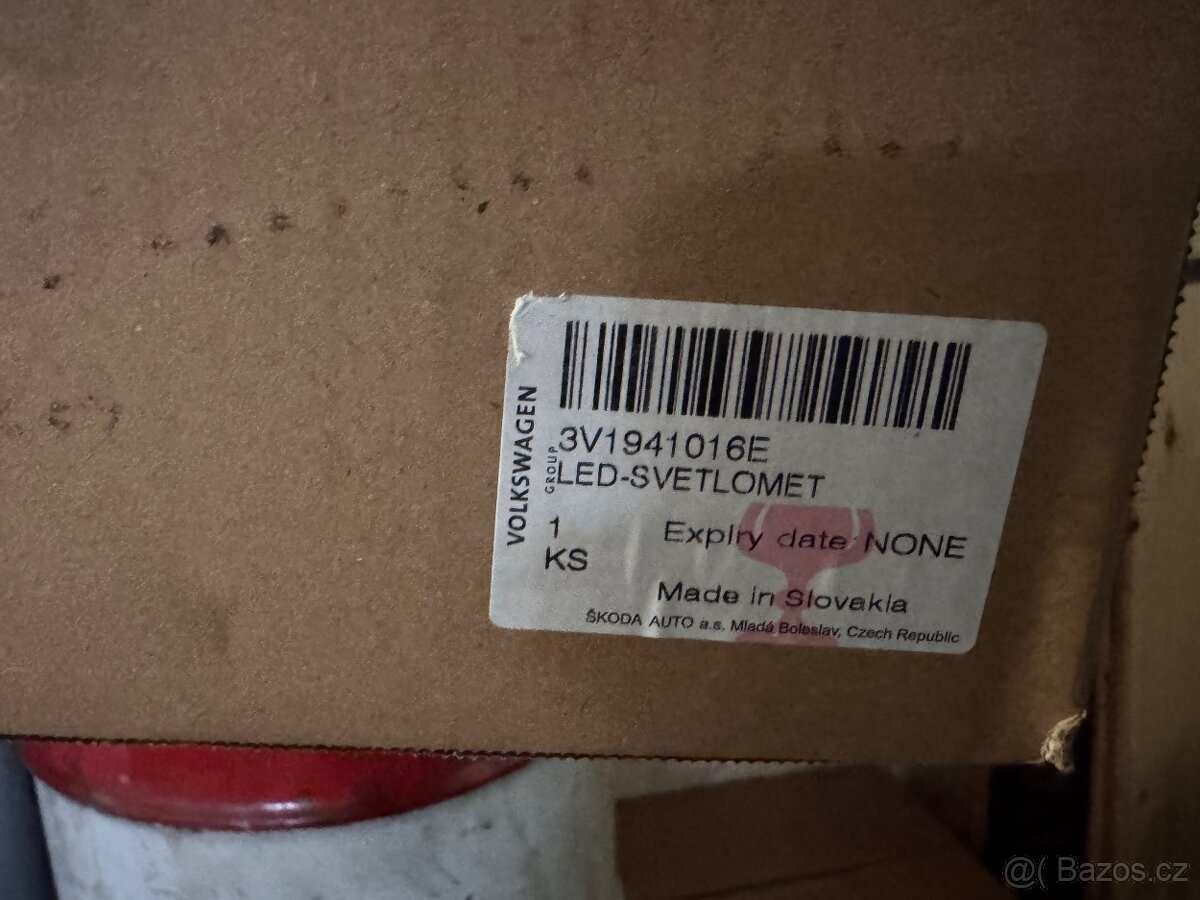 VOLKSWAGEN
GROUP
3V1941016E
LED-SVETLOMET
1
KS
Expiry date NONE
Made in Slovakia
ŠKODA AUTO a.s. Mladá Boleslav, Czech Republic
@( Bazos.cz